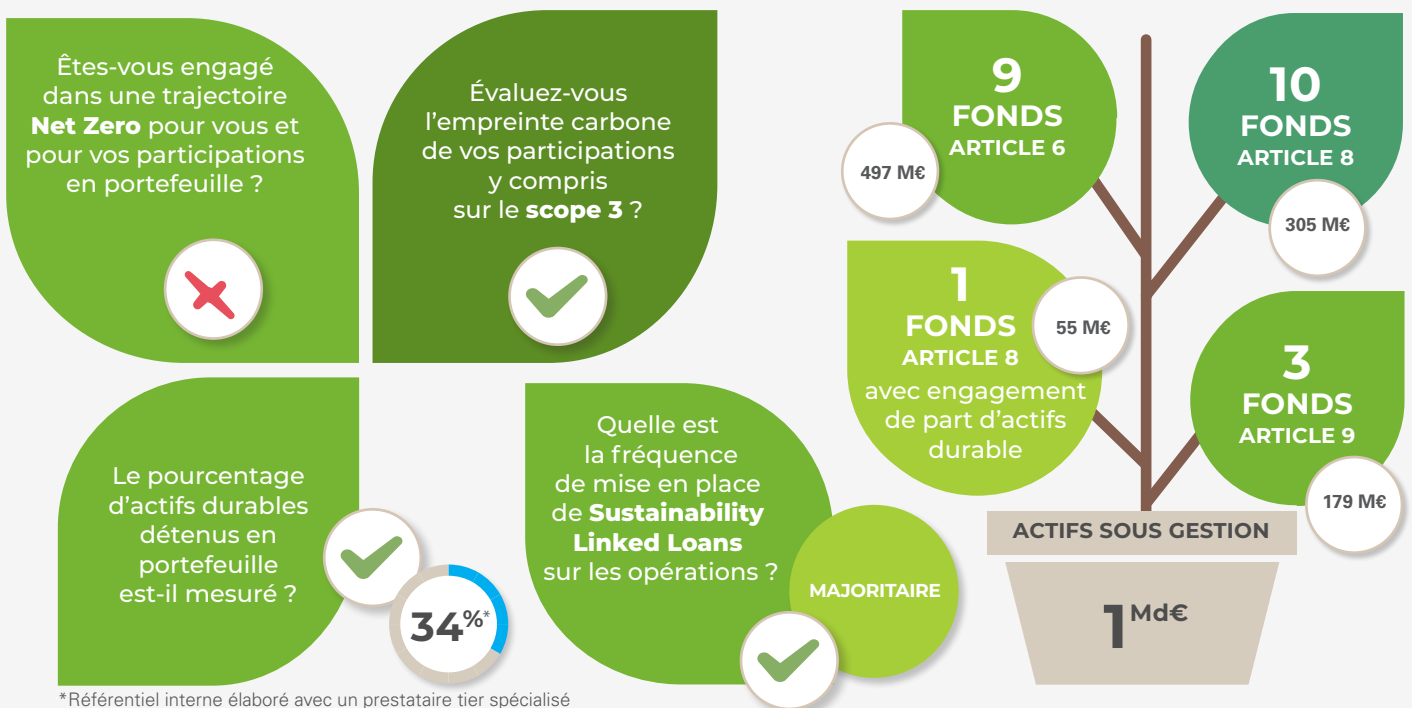 Êtes-vous engagé
dans une trajectoire
Net Zero pour vous et
pour vos participations
en portefeuille ?
Évaluez-vous
l'empreinte carbone
de vos participations
y compris
sur le scope 3 ?
Le pourcentage
d'actifs durables
détenus en
portefeuille
est-il mesuré ?
34%*
Quelle est
la fréquence
de mise en place
de Sustainability
Linked Loans
sur les opérations ?
MAJORITAIRE
*Référentiel interne élaboré avec un prestataire tier spécialisé
9
FONDS
ARTICLE 6
497 M€
10
FONDS
ARTICLE 8
305 M€
1
FONDS
ARTICLE 8
avec engagement
de part d'actifs
durable
55 M€
3
FONDS
ARTICLE 9
179 M€
ACTIFS SOUS GESTION
1 Md€